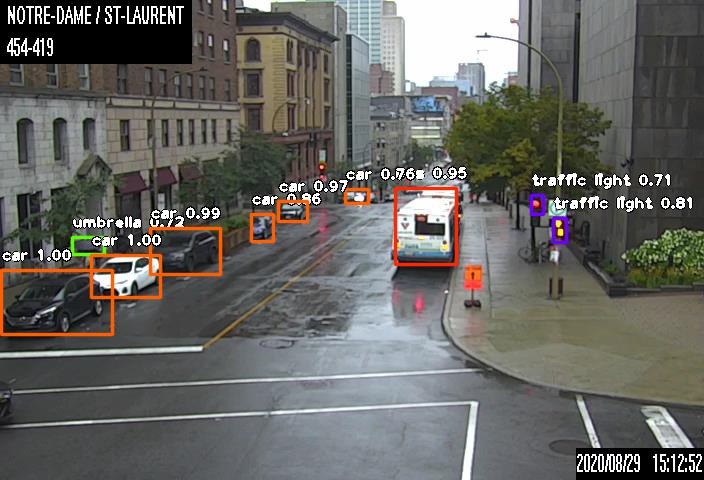 NOTRE-DAME / ST-LAURENT
454-419
car 0.76
s 0.95
car 0.97
car 0.86
traffic light 0.71
traffic light 0.81
umbrella 0.72
car 0.99
car 1.00
car 1.00
2020/08/29 15:12:52